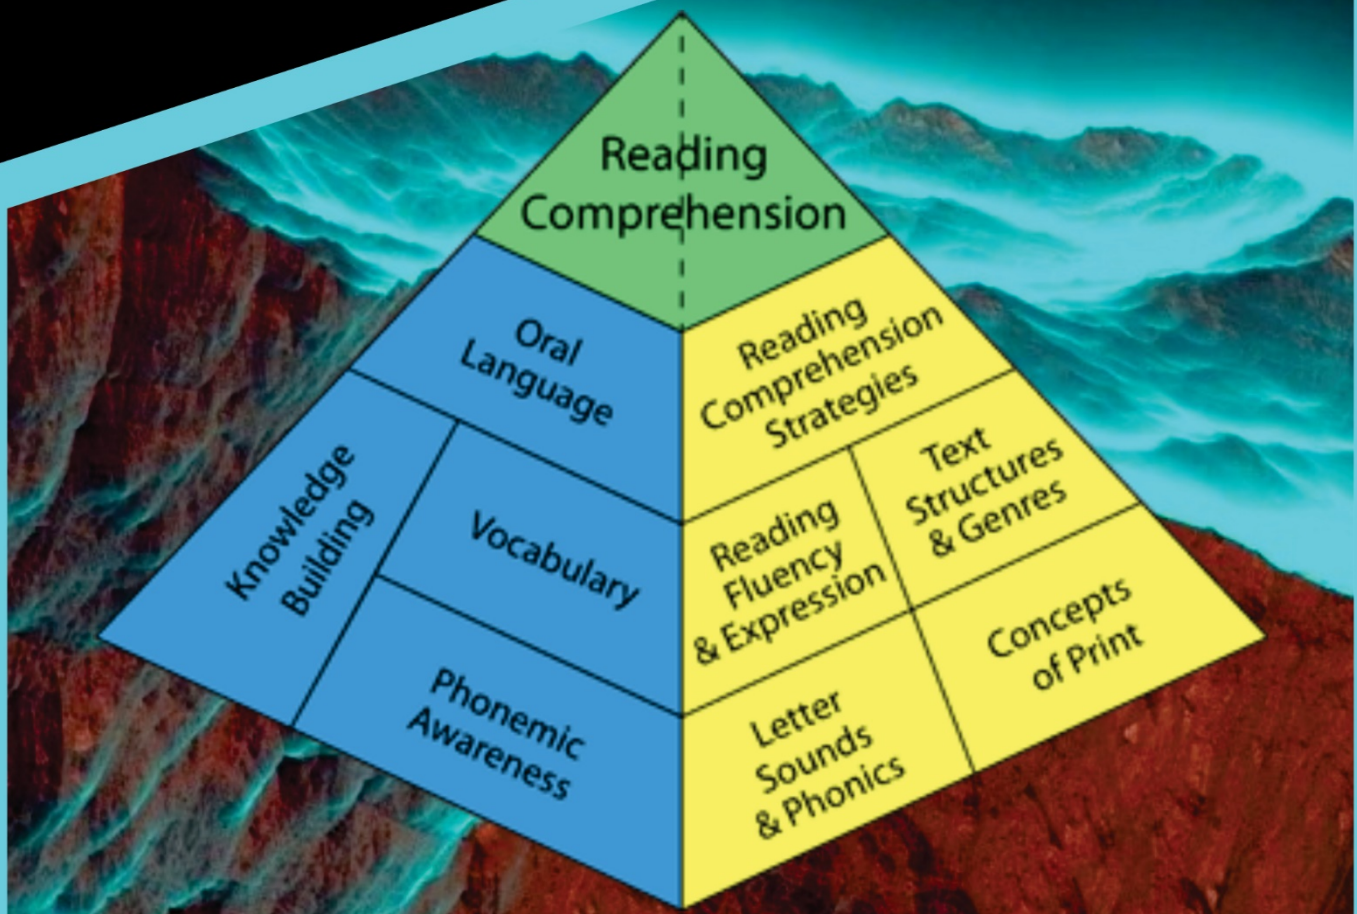 Reading
Comprehension
Oral
Language
Knowledge
Building
Vocabulary
Phonemic
Awareness
Reading
Comprehension
Strategies
Reading
Fluency
& Expression
Text
Structures
& Genres
Letter
Sounds
& Phonics
Concepts
of Print